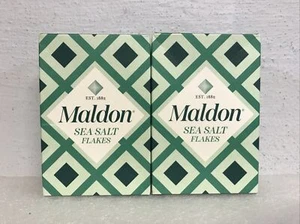 EST. 1882
Maldon®
SEA SALT
FLAKES
EST. 1882
Maldon®
SEA SALT
FLAKES